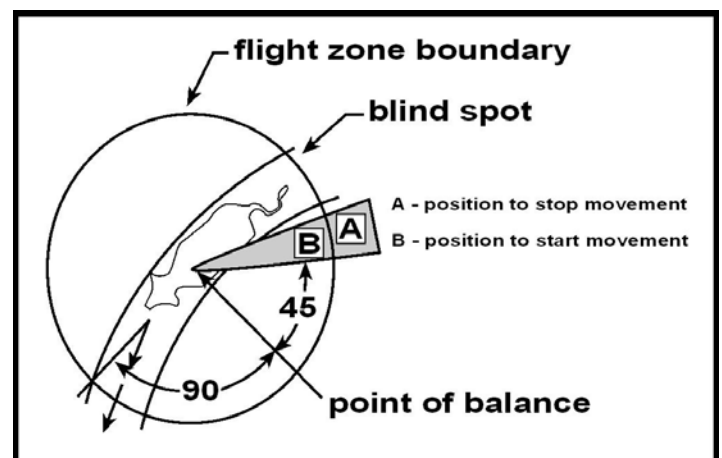 flight zone boundary
blind spot
A - position to stop movement
B - position to start movement
A
B
45
90
point of balance